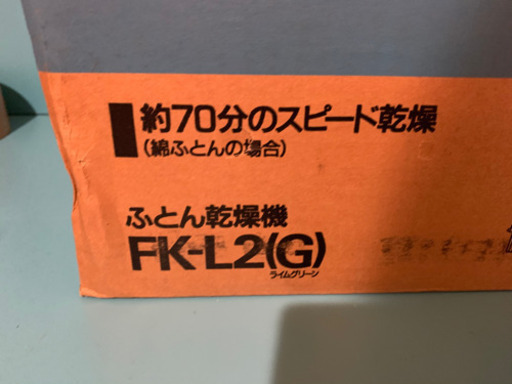 約70分のスピード乾燥
(綿ふとんの場合)
ふとん乾燥機
FK-L2(G)
ライムグリーン